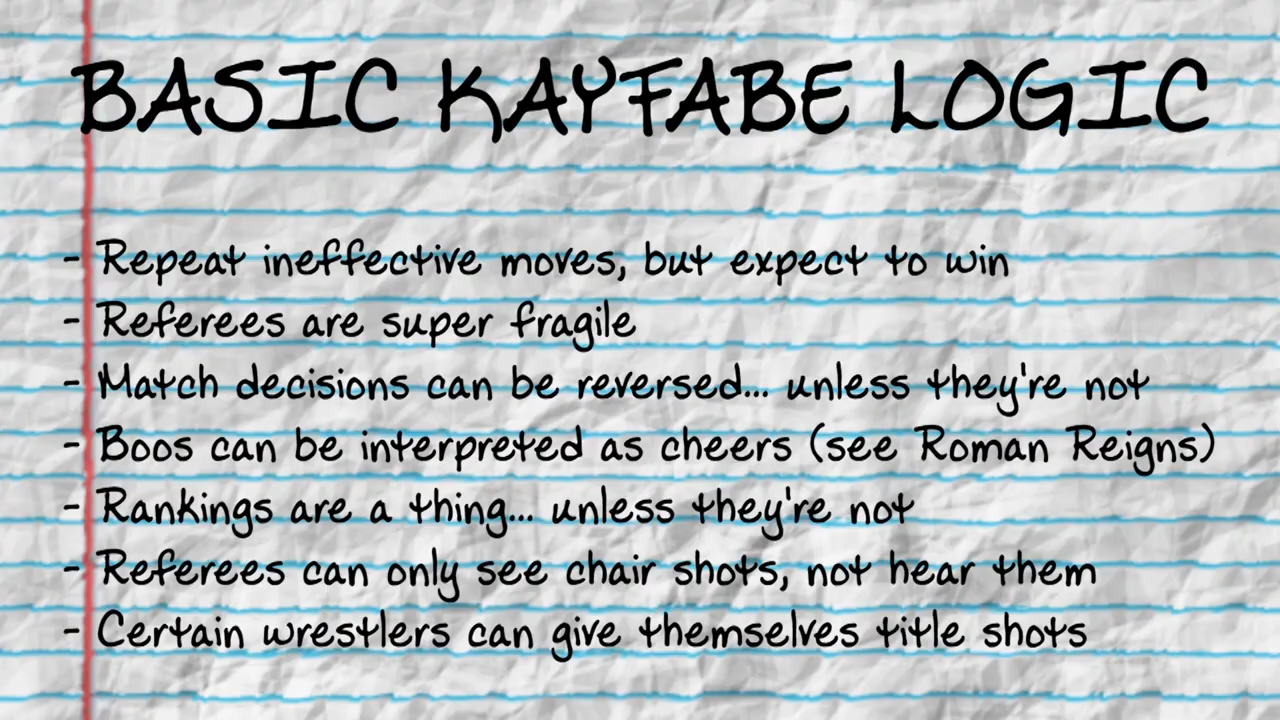 BASIC KAYFABE LOGIC
- Repeat ineffective moves, but expect to win
- Referees are super fragile
- Match decisions can be reversed... unless they're not
- Boos can be interpreted as cheers (see Roman Reigns)
- Rankings are a thing... unless they're not
- Referees can only see chair shots, not hear them
- Certain wrestlers can give themselves title shots